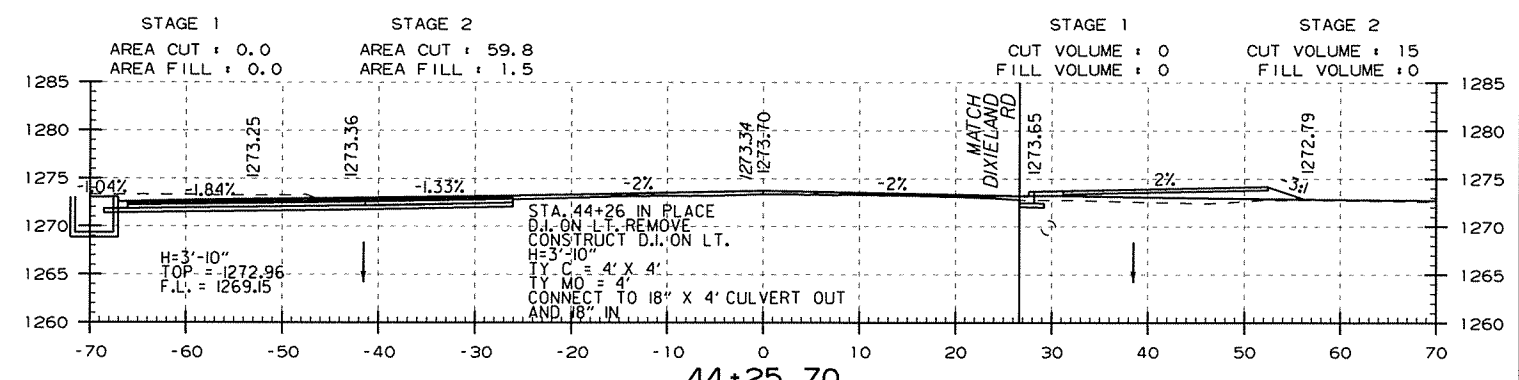 STAGE 1 STAGE 2 STAGE 1 STAGE 2
AREA CUT : 0.0 AREA CUT : 59.8 CUT VOLUME : 0 CUT VOLUME : 15
AREA FILL : 0.0 AREA FILL : 1.5 FILL VOLUME : 0 FILL VOLUME : 0
1285 1285
1280 1280
1275 1275
1270 1270
1265 1265
1260 1260
1273.25
1273.36
1273.34
1273.70
MATCH
DIXIELAND
RD
1273.65
1272.79
-1.04% -1.84% -1.33% -2% -2% 2% -3:1
H=3'-10"
TOP = 1272.96
F.L. = 1269.15
STA. 44+26 IN PLACE
D.I. ON LT. REMOVE
CONSTRUCT D.I. ON LT.
H=3'-10"
TY C = 4' X 4'
TY MO = 4'
CONNECT TO 18" X 4' CULVERT OUT
AND 18" IN
-70 -60 -50 -40 -30 -20 -10 0 10 20 30 40 50 60 70
44+25.70